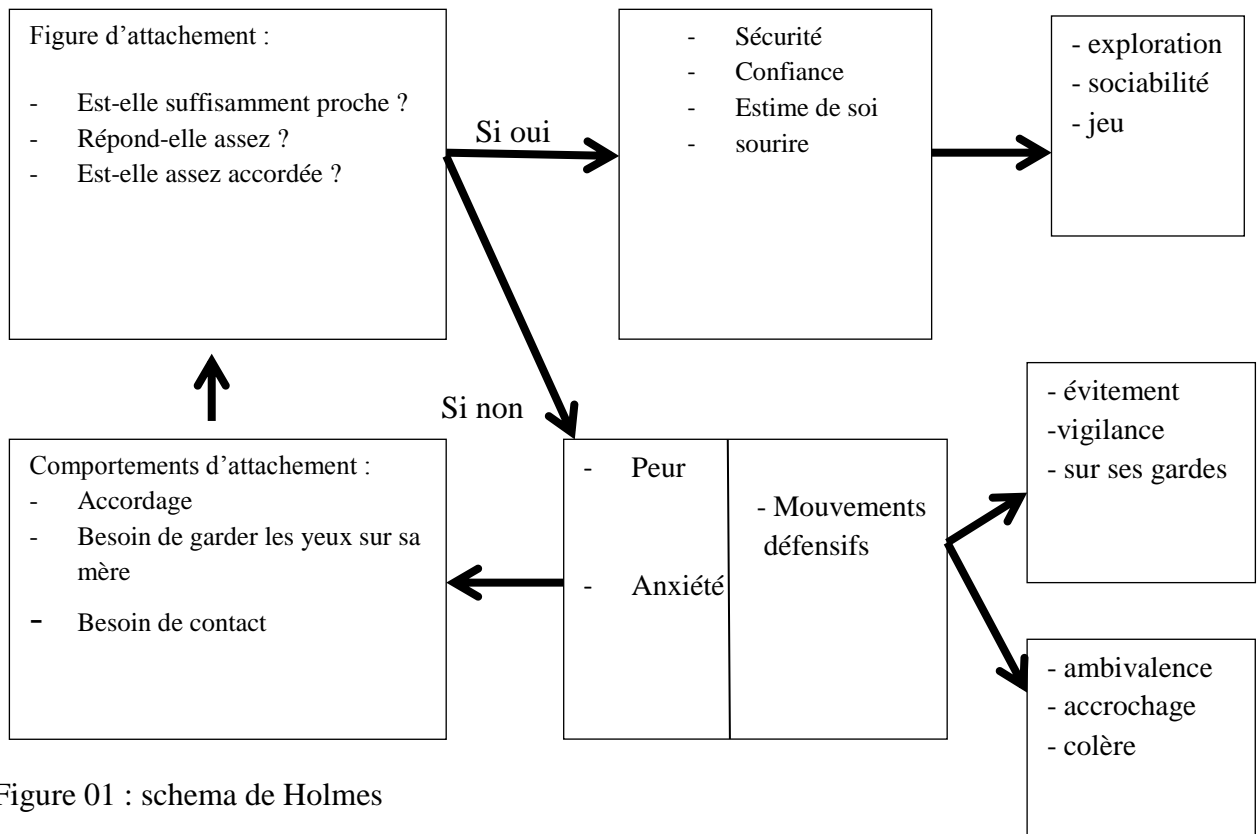 Figure d’attachement :
- Est-elle suffisamment proche ?
- Répond-elle assez ?
- Est-elle assez accordée ?
Si oui
- Sécurité
- Confiance
- Estime de soi
- sourire
- exploration
- sociabilité
- jeu
Si non
Comportements d’attachement :
- Accordage
- Besoin de garder les yeux sur sa
mère
- Besoin de contact
- Peur
- Anxiété
- Mouvements
défensifs
- évitement
-vigilance
- sur ses gardes
- ambivalence
- accrochage
- colère
Figure 01 : schema de Holmes